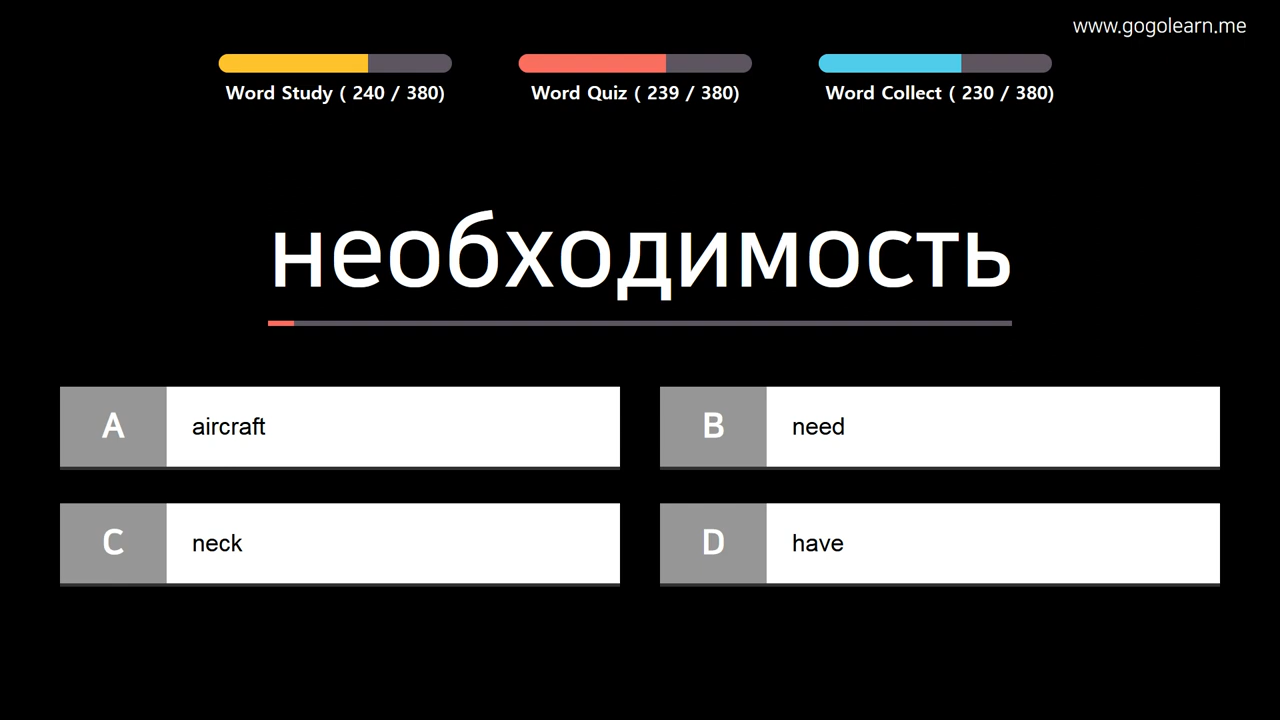 www.gogolearn.me
Word Study ( 240 / 380)
Word Quiz ( 239 / 380)
Word Collect ( 230 / 380)
необходимость
A aircraft
B need
C neck
D have